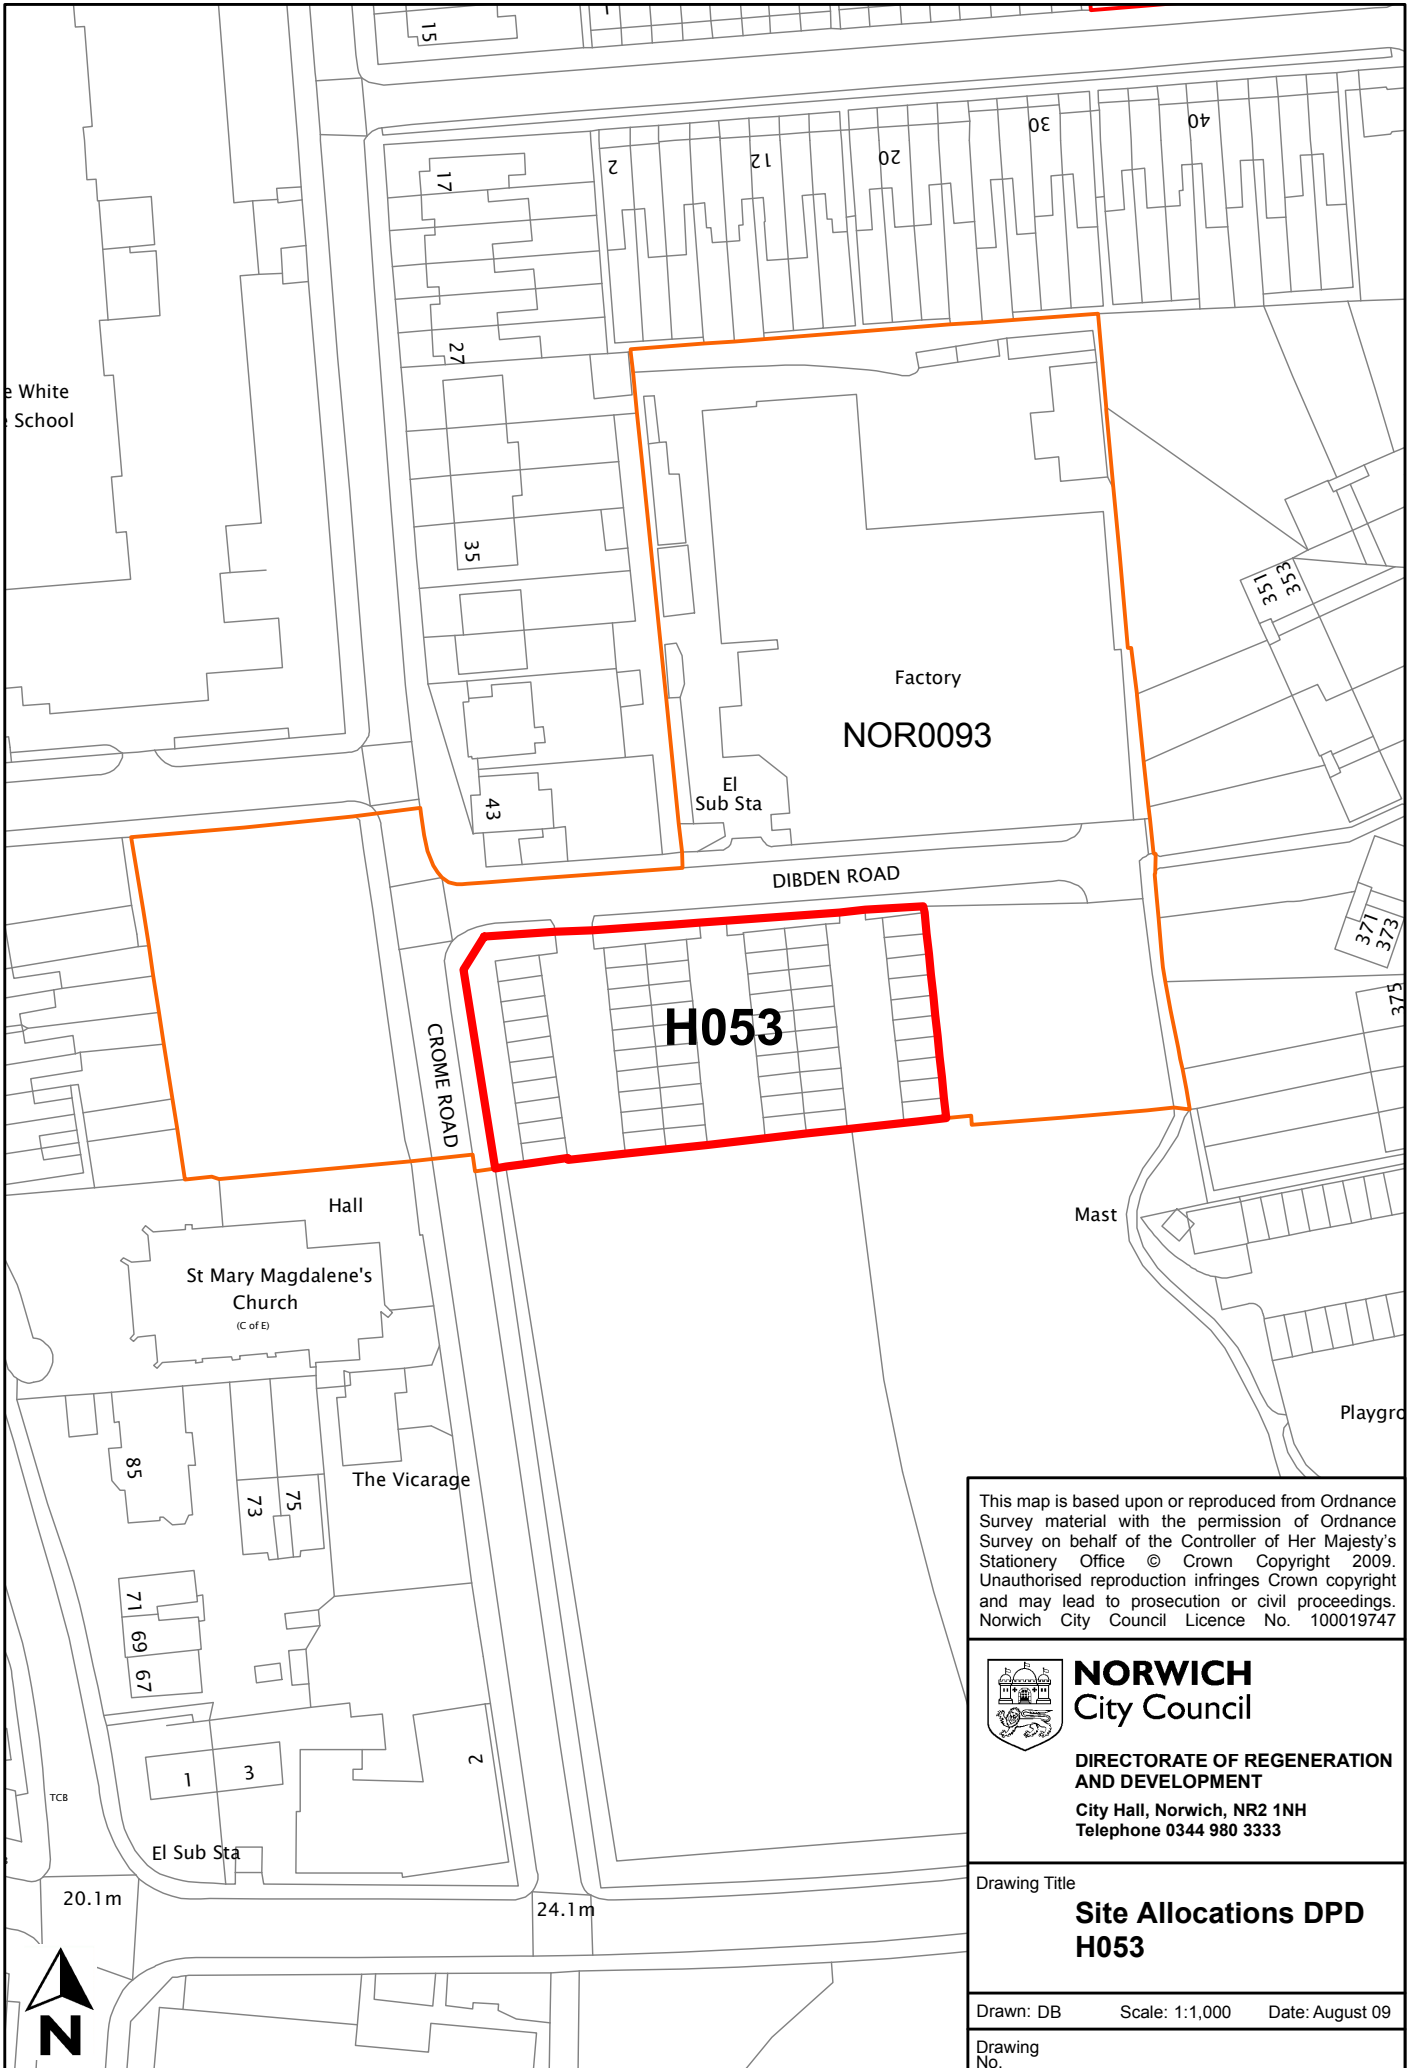 15
17
2
12
20
30
40
27
e White
School
35
351
353
Factory
NOR0093
El
Sub Sta
43
DIBDEN ROAD
371
373
375
H053
CROME ROAD
Hall
Mast
St Mary Magdalene's
Church
(C of E)
Playgro
85
The Vicarage
73
75
71
69
67
1
3
2
TCB
El Sub Sta
20.1m
24.1m
N
This map is based upon or reproduced from Ordnance
Survey material with the permission of Ordnance
Survey on behalf of the Controller of Her Majesty's
Stationery Office © Crown Copyright 2009.
Unauthorised reproduction infringes Crown copyright
and may lead to prosecution or civil proceedings.
Norwich City Council Licence No. 100019747
NORWICH
City Council
DIRECTORATE OF REGENERATION
AND DEVELOPMENT
City Hall, Norwich, NR2 1NH
Telephone 0344 980 3333
Drawing Title
Site Allocations DPD
H053
Drawn: DB Scale: 1:1,000 Date: August 09
Drawing
No.